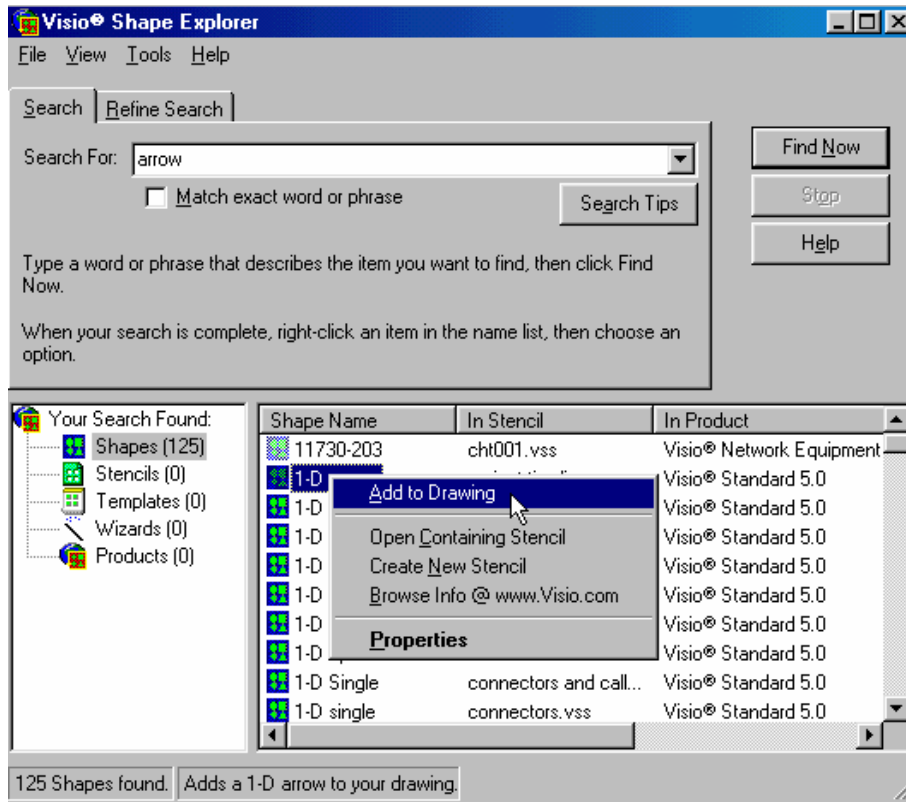 Visio® Shape Explorer
File View Tools Help
Search Refine Search
Search For: arrow
Find Now
Match exact word or phrase
Search Tips
Stop
Help
Type a word or phrase that describes the item you want to find, then click Find
Now.
When your search is complete, right-click an item in the name list, then choose an
option.
Your Search Found:
Shapes (125)
Stencils (0)
Templates (0)
Wizards (0)
Products (0)
Shape Name In Stencil In Product
11730-203 cht001.vss Visio® Network Equipment
1-D Visio® Standard 5.0
Add to Drawing
1-D Visio® Standard 5.0
1-D Open Containing Stencil Visio® Standard 5.0
1-D Create New Stencil Visio® Standard 5.0
1-D Browse Info @ www.Visio.com Visio® Standard 5.0
1-D Visio® Standard 5.0
Properties
1-D Visio® Standard 5.0
1-D Single connectors and call... Visio® Standard 5.0
1-D single connectors.vss Visio® Standard 5.0
125 Shapes found. Adds a 1-D arrow to your drawing.